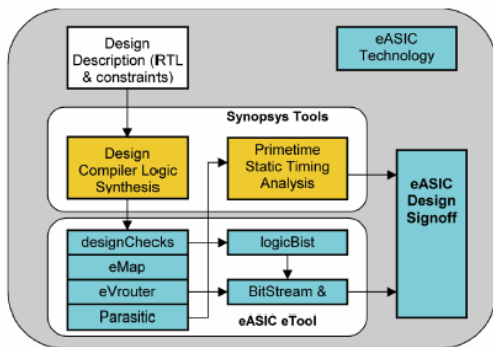 Design
Description (RTL
& constraints)
eASIC
Technology
Synopsys Tools
Design
Compiler Logic
Synthesis
Primetime
Static Timing
Analysis
eASIC
Design
Signoff
designChecks
eMap
eVrouter
Parasitic
logicBist
BitStream &
eASIC eTool